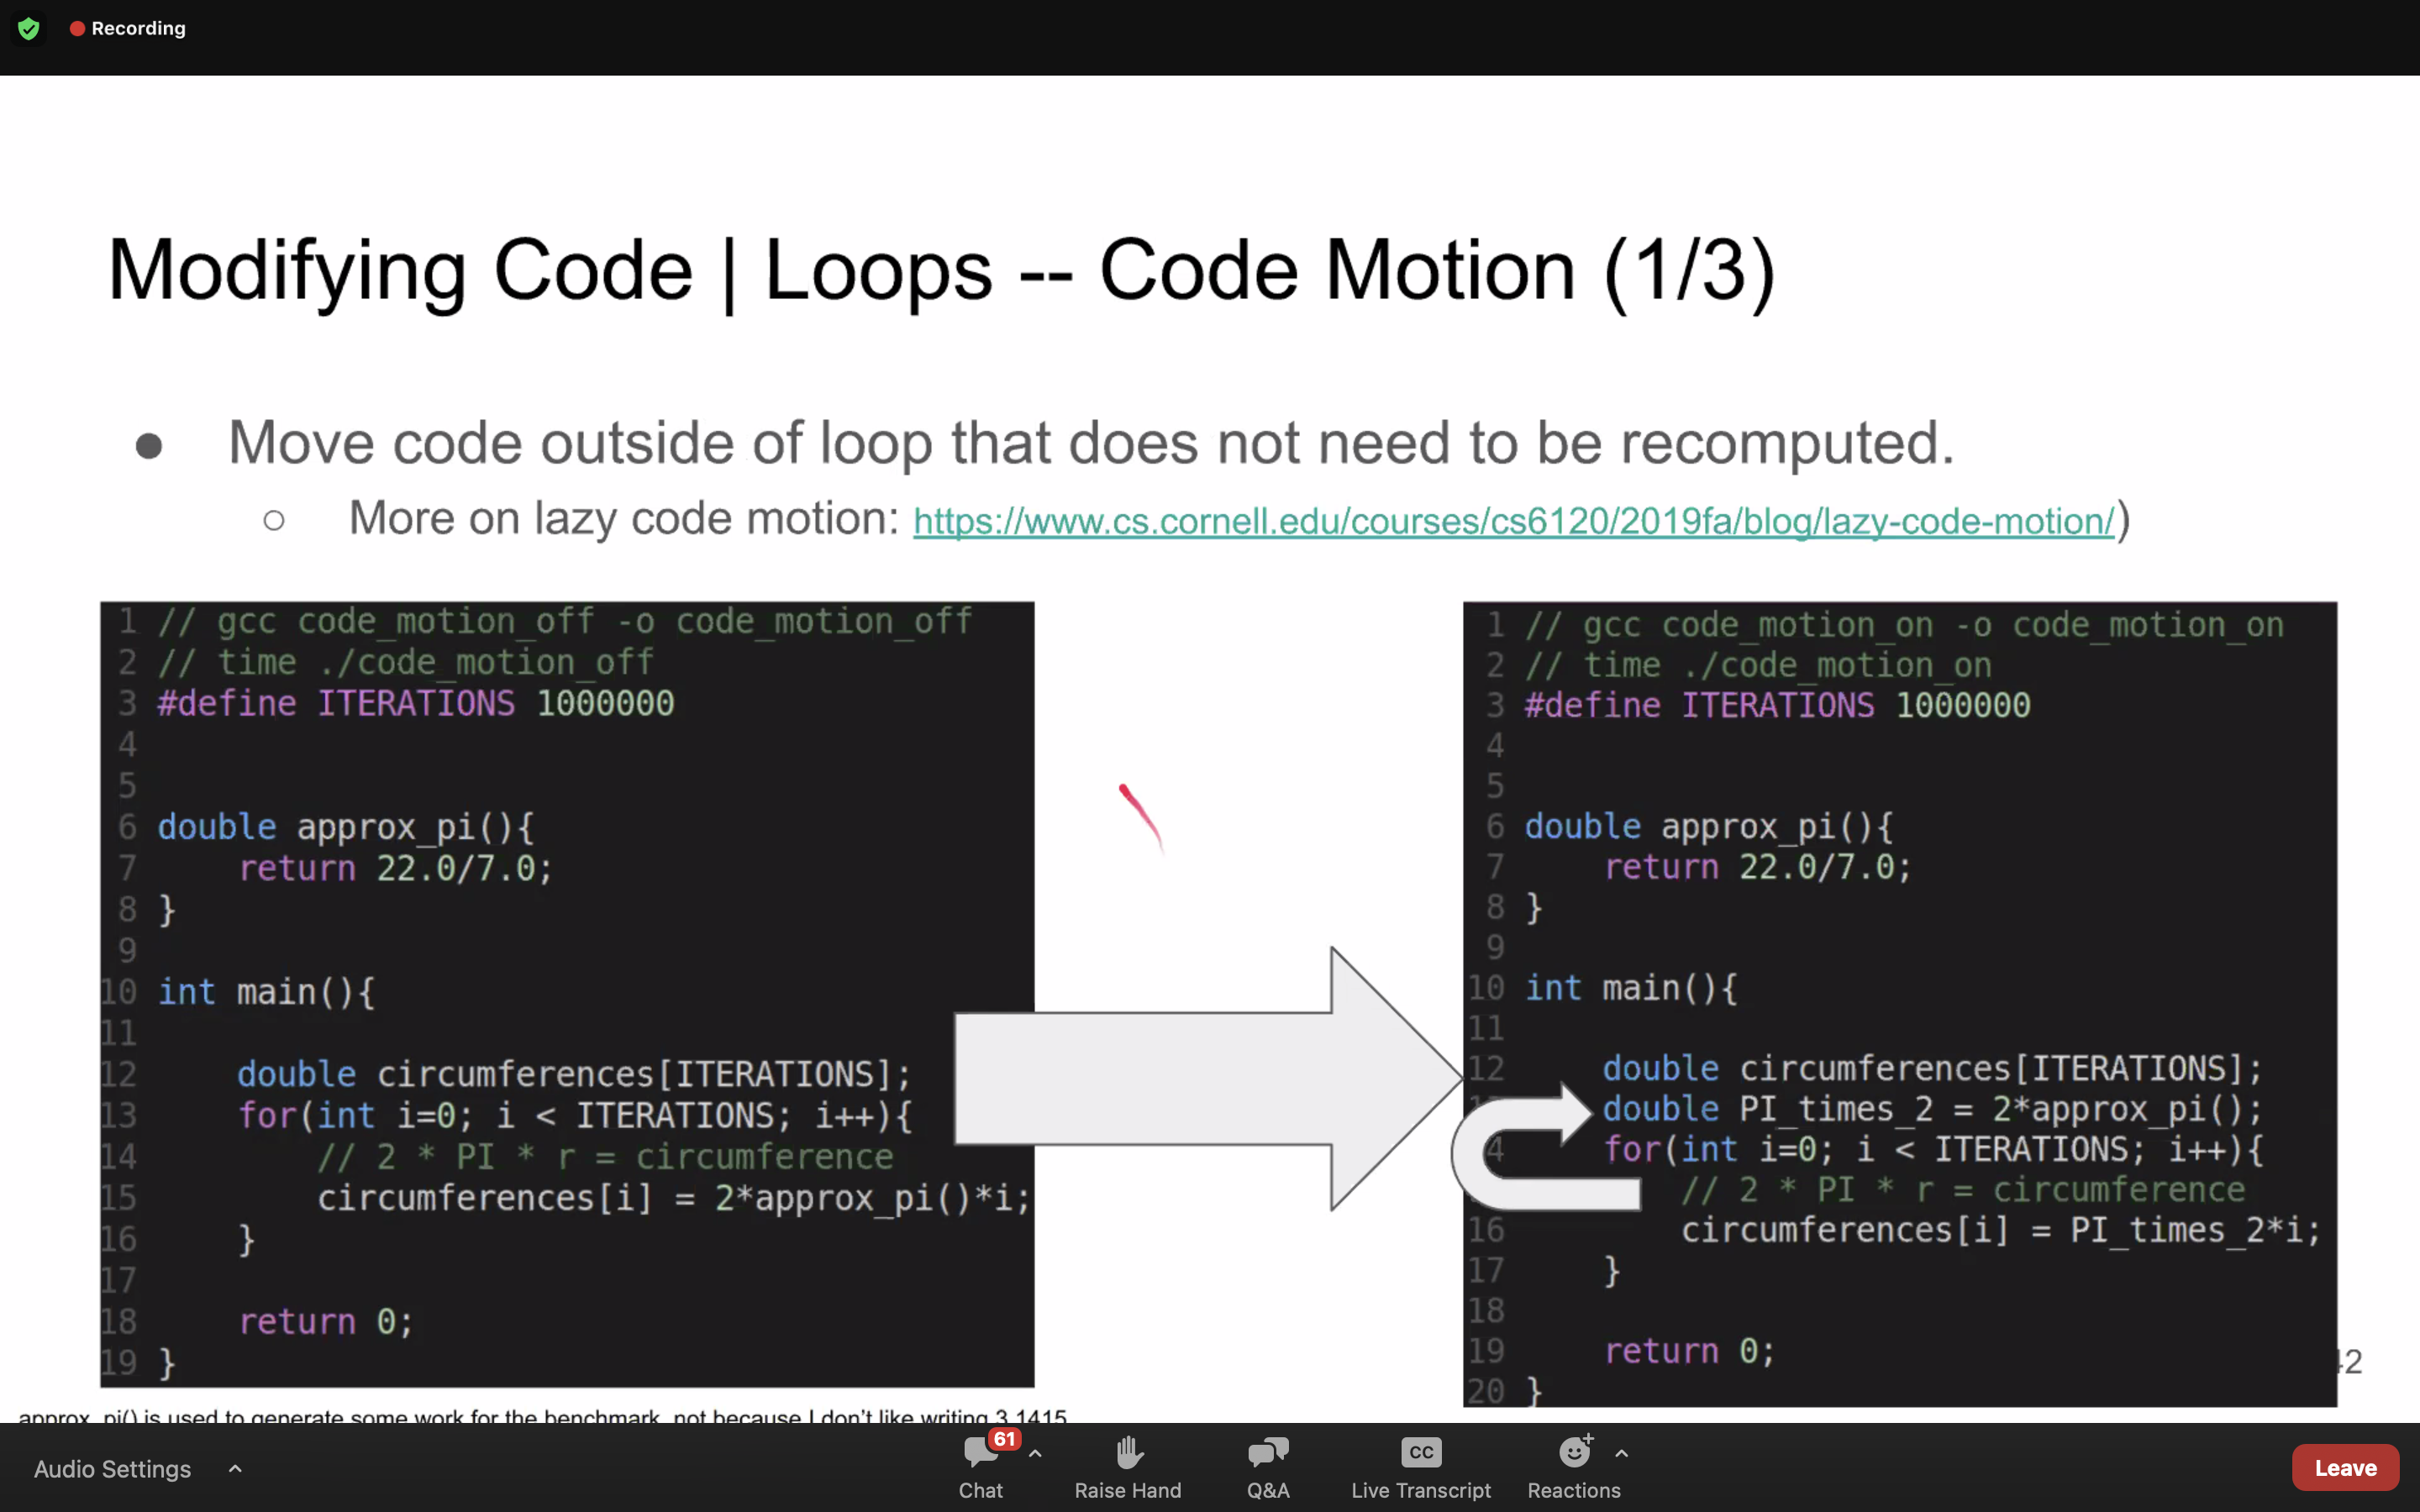 Recording
Modifying Code | Loops -- Code Motion (1/3)
● Move code outside of loop that does not need to be recomputed.
○ More on lazy code motion: https://www.cs.cornell.edu/courses/cs6120/2019fa/blog/lazy-code-motion/)
1 // gcc code_motion_off -o code_motion_off
2 // time ./code_motion_off
3 #define ITERATIONS 1000000
4
5
6 double approx_pi(){
7     return 22.0/7.0;
8 }
9
10 int main(){
11
12     double circumferences[ITERATIONS];
13     for(int i=0; i < ITERATIONS; i++){
14         // 2 * PI * r = circumference
15         circumferences[i] = 2*approx_pi()*i;
16     }
17
18     return 0;
19 }
1 // gcc code_motion_on -o code_motion_on
2 // time ./code_motion_on
3 #define ITERATIONS 1000000
4
5
6 double approx_pi(){
7     return 22.0/7.0;
8 }
9
10 int main(){
11
12     double circumferences[ITERATIONS];
double PI_times_2 = 2*approx_pi();
4     for(int i=0; i < ITERATIONS; i++){
// 2 * PI * r = circumference
16         circumferences[i] = PI_times_2*i;
17     }
18
19     return 0;
20 }
approx_pi() is used to generate some work for the benchmark, not because I don't like writing 3.1415
Audio Settings
61
Chat
Raise Hand
Q&A
CC
Live Transcript
Reactions
Leave